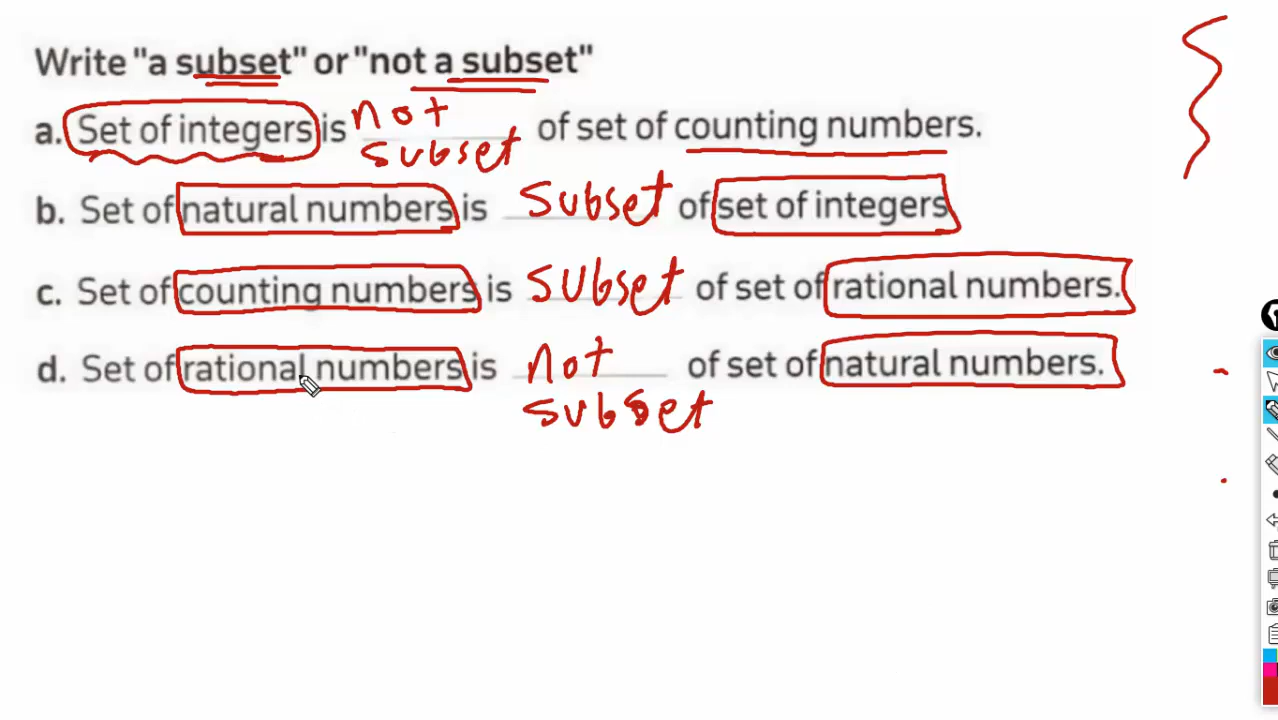 Write "a subset" or "not a subset"
a. Set of integers is not subset of set of counting numbers.
b. Set of natural numbers is subset of set of integers
c. Set of counting numbers is subset of set of rational numbers.
d. Set of rational numbers is not subset of set of natural numbers.